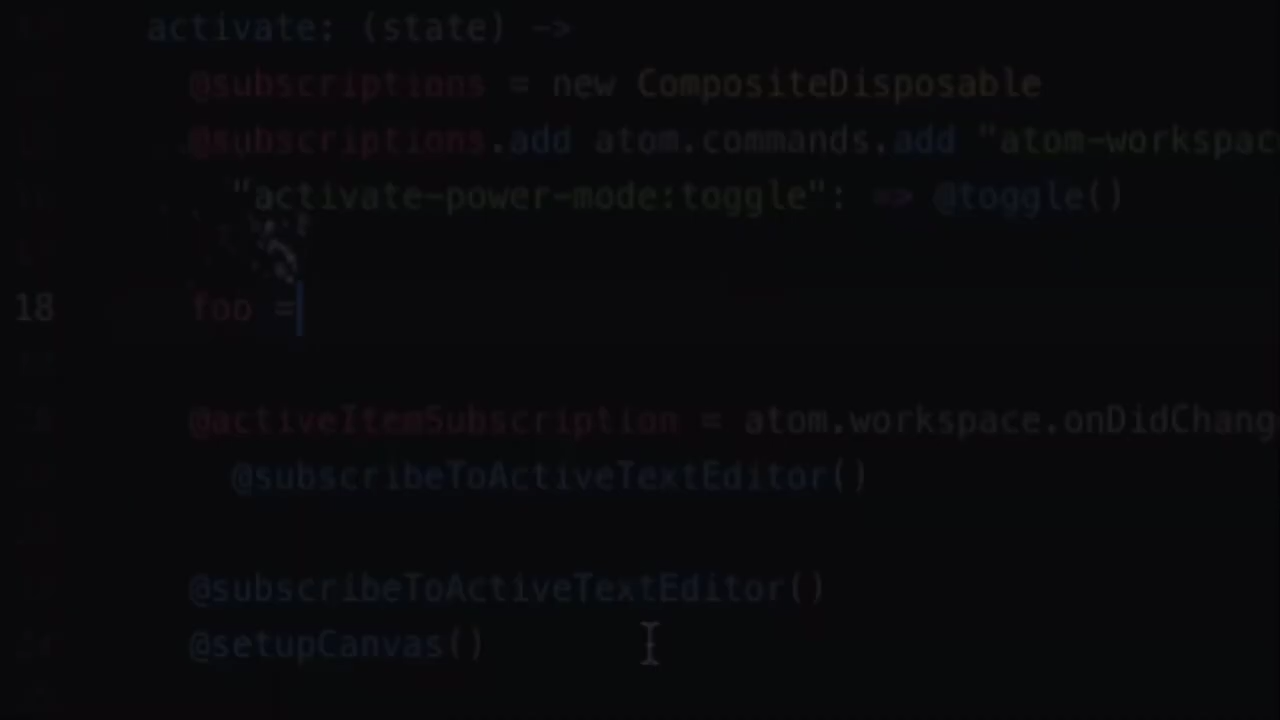 activate: (state) ->
@subscriptions = new CompositeDisposable
@subscriptions.add atom.commands.add "atom-workspac
"activate-power-mode:toggle": => @toggle()
18 foo =
@activeItemSubscription = atom.workspace.onDidChang
@subscribeToActiveTextEditor()
@subscribeToActiveTextEditor()
@setupCanvas()